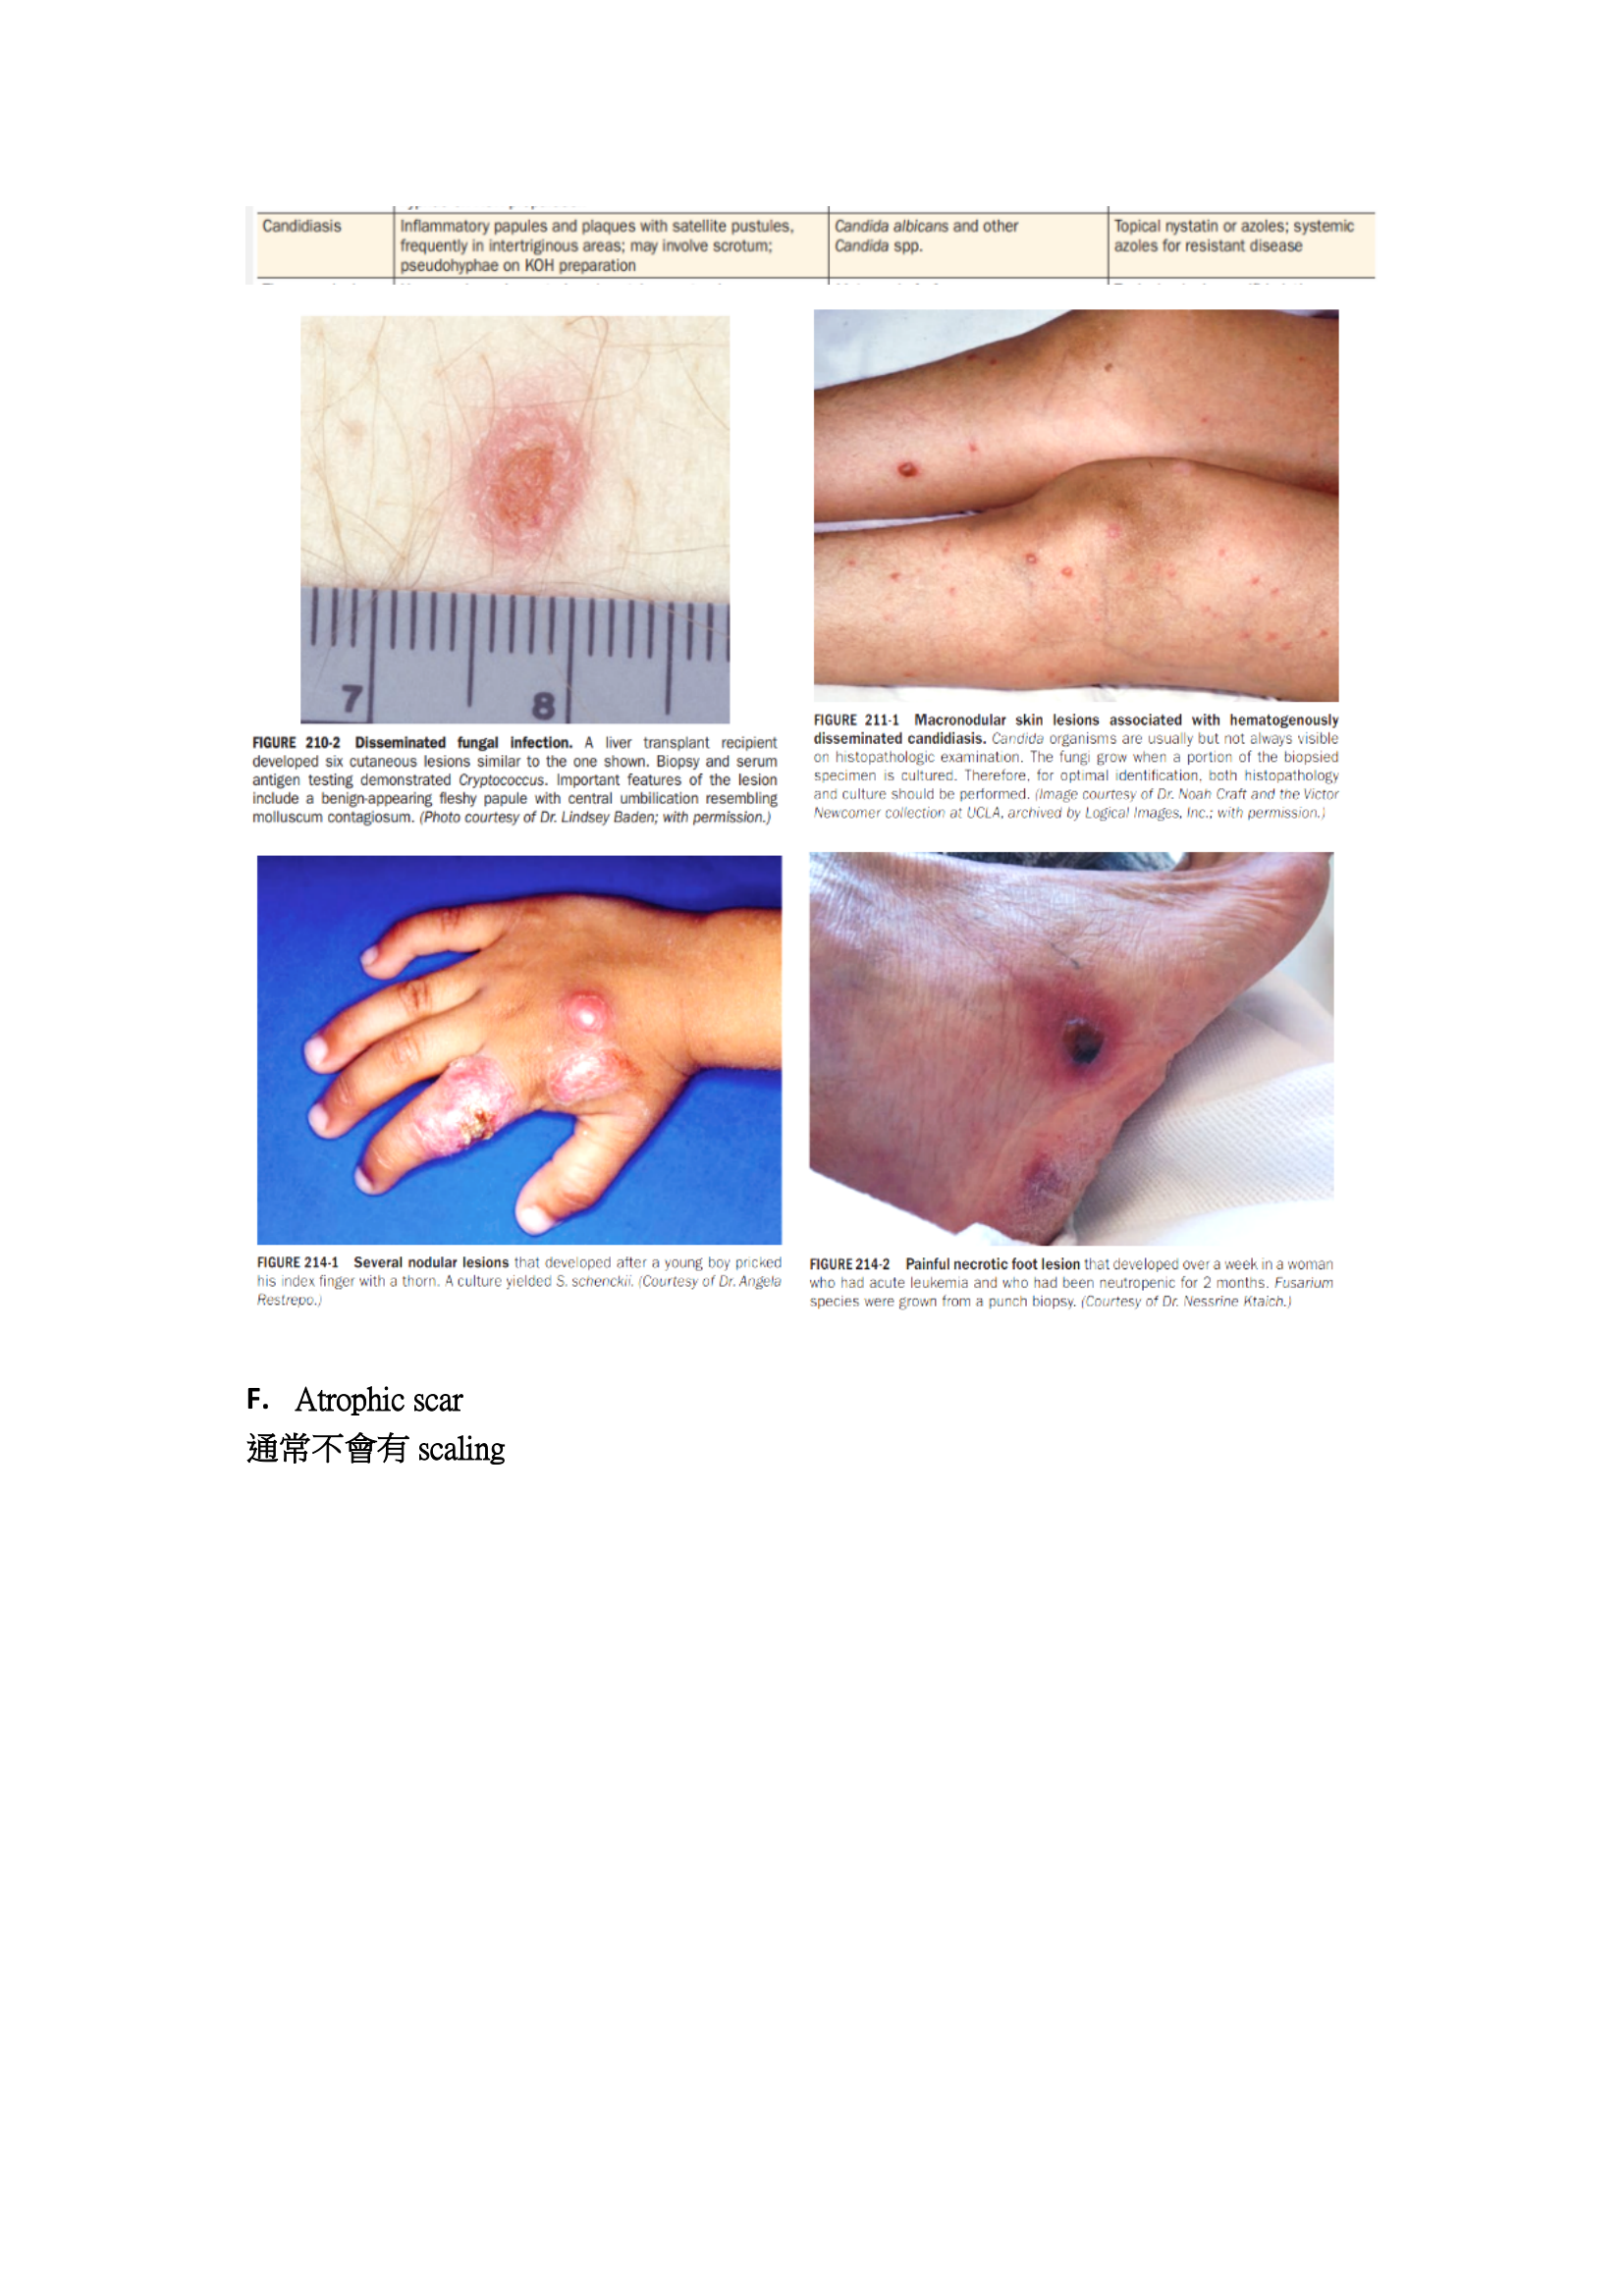 Candidiasis
Inflammatory papules and plaques with satellite pustules,
frequently in intertriginous areas; may involve scrotum;
pseudohyphae on KOH preparation
Candida albicans and other
Candida spp.
Topical nystatin or azoles; systemic
azoles for resistant disease
7 8
FIGURE 210-2 Disseminated fungal infection. A liver transplant recipient
developed six cutaneous lesions similar to the one shown. Biopsy and serum
antigen testing demonstrated Cryptococcus. Important features of the lesion
include a benign-appearing fleshy papule with central umbilication resembling
molluscum contagiosum. (Photo courtesy of Dr. Lindsey Baden; with permission.)
FIGURE 211-1 Macronodular skin lesions associated with hematogenously
disseminated candidiasis. Candida organisms are usually but not always visible
on histopathologic examination. The fungi grow when a portion of the biopsied
specimen is cultured. Therefore, for optimal identification, both histopathology
and culture should be performed. (Image courtesy of Dr. Noah Craft and the Victor
Newcomer collection at UCLA, archived by Logical Images, Inc.; with permission.)
FIGURE 214-1 Several nodular lesions that developed after a young boy pricked
his index finger with a thorn. A culture yielded S. schenckii. (Courtesy of Dr. Angela
Restrepo.)
FIGURE 214-2 Painful necrotic foot lesion that developed over a week in a woman
who had acute leukemia and who had been neutropenic for 2 months. Fusarium
species were grown from a punch biopsy. (Courtesy of Dr. Nessrine Ktaich.)
F. Atrophic scar
通常不會有 scaling